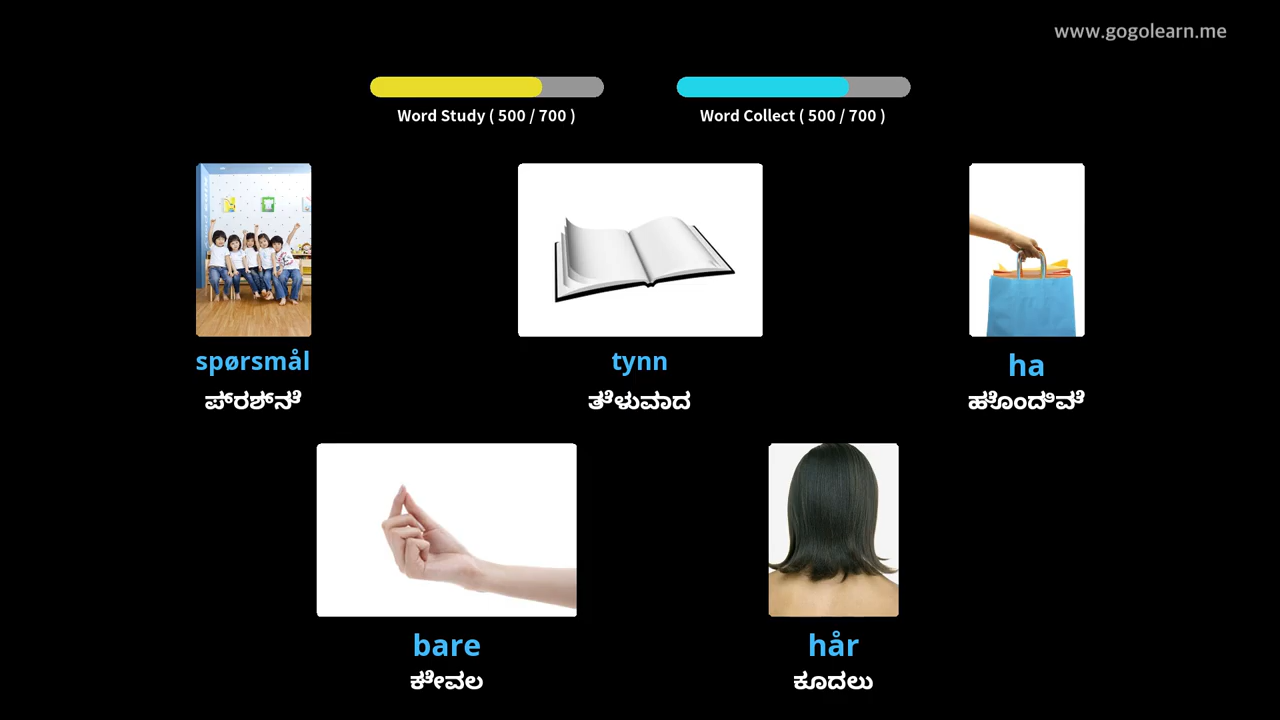 www.gogolearn.me
Word Study ( 500 / 700 )
Word Collect ( 500 / 700 )
spørsmål
tynn
ha
ಪ್ರಶ್ನೆ
ತೆಳುವಾದ
ಹೊಂದಿವೆ
bare
hår
ಕೇವಲ
ಕೂದಲು